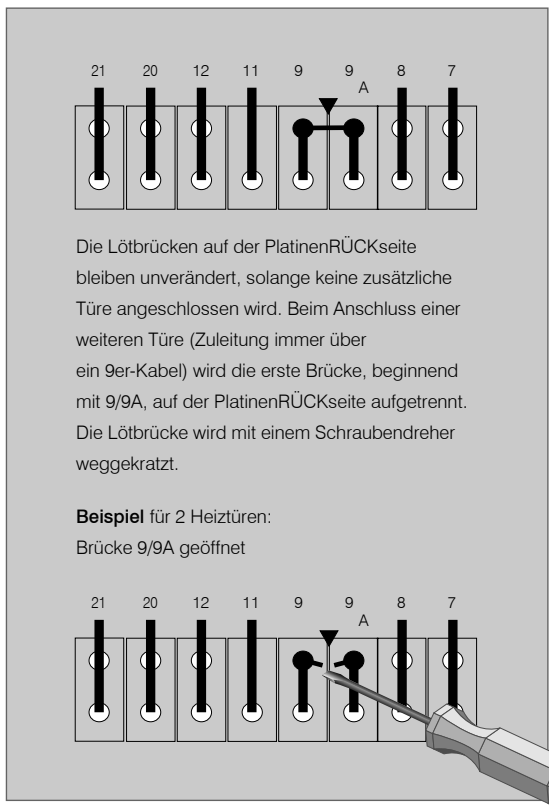 21 20 12 11 9 9 8 7
A
Die Lötbrücken auf der PlatinenRÜCKseite
bleiben unverändert, solange keine zusätzliche
Türe angeschlossen wird. Beim Anschluss einer
weiteren Türe (Zuleitung immer über
ein 9er-Kabel) wird die erste Brücke, beginnend
mit 9/9A, auf der PlatinenRÜCKseite aufgetrennt.
Die Lötbrücke wird mit einem Schraubendreher
weggekratzt.
Beispiel für 2 Heiztüren:
Brücke 9/9A geöffnet
21 20 12 11 9 9 8 7
A